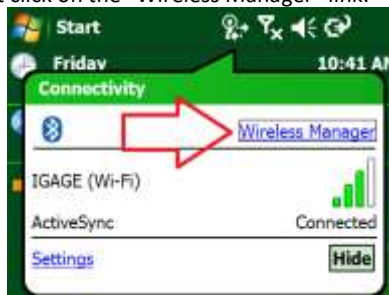 t click on the "Wireless Manager" link.
Start
Friday 10:41 AM
Connectivity
Wireless Manager
IGAGE (Wi-Fi)
ActiveSync Connected
Settings Hide